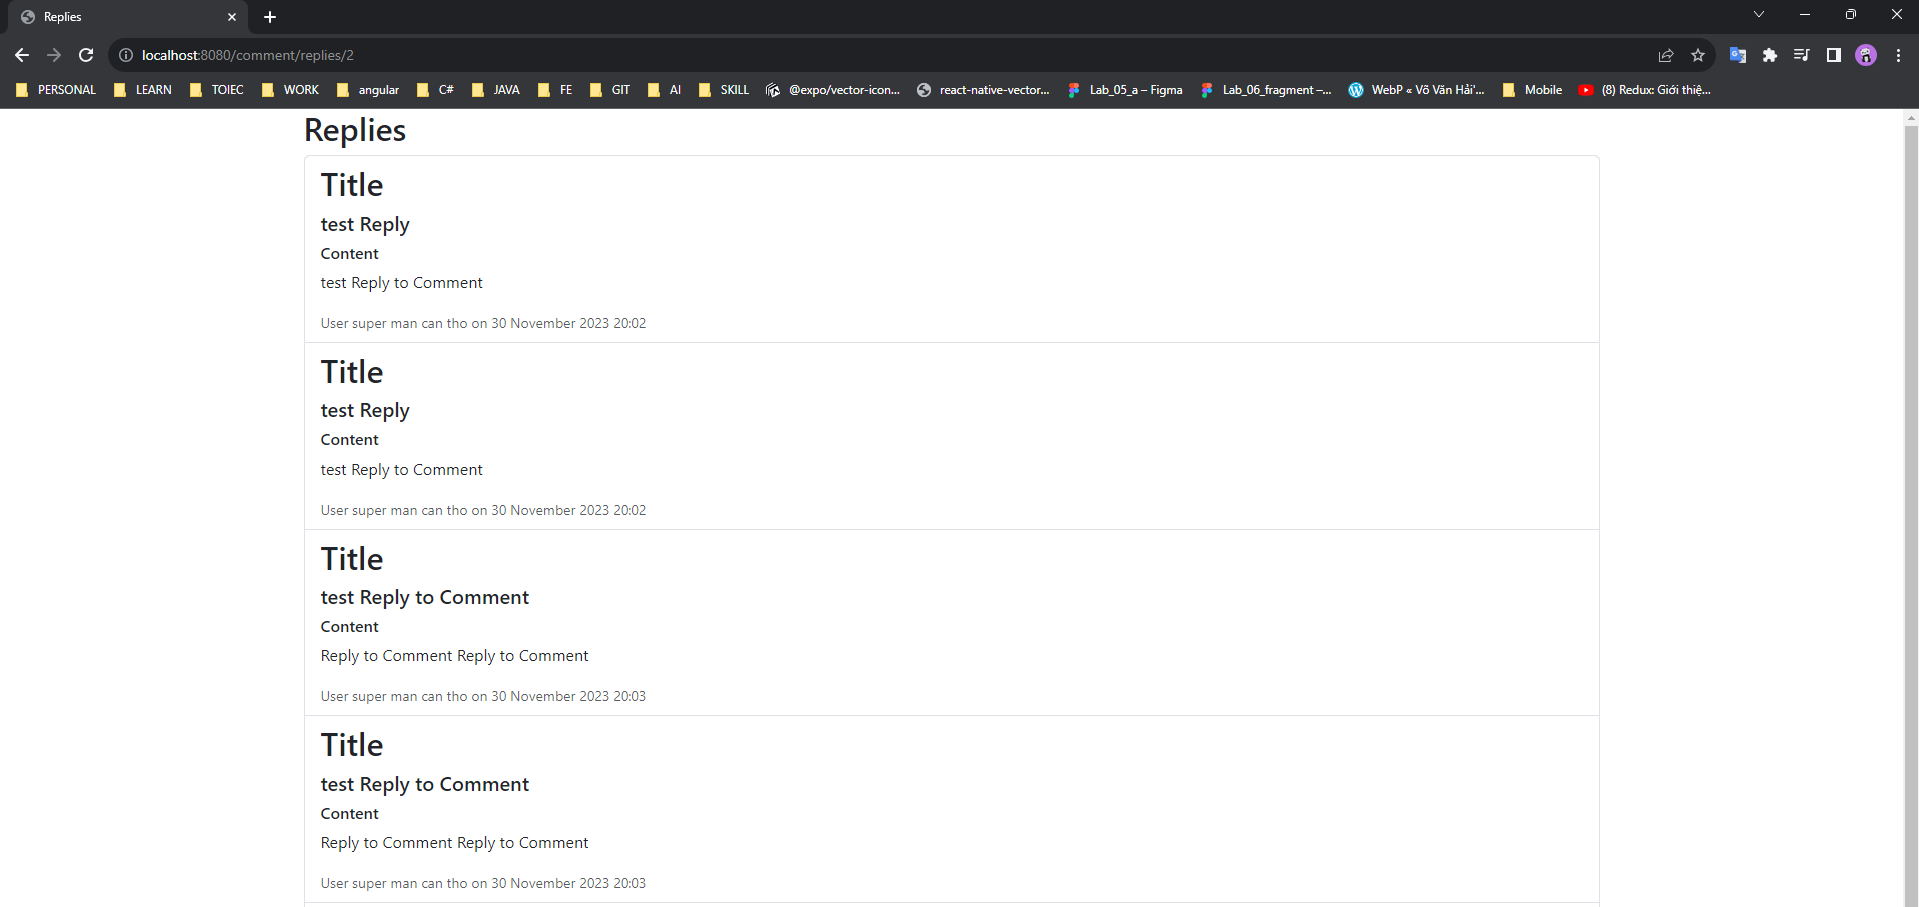 Replies
localhost:8080/comment/replies/2
PERSONAL LEARN TOIEC WORK angular C# JAVA FE GIT AI SKILL @expo/vector-icon... react-native-vector... Lab_05_a – Figma Lab_06_fragment –... WebP « Võ Văn Hải'... Mobile (8) Redux: Giới thiệ...
Replies
Title
test Reply
Content
test Reply to Comment
User super man can tho on 30 November 2023 20:02
Title
test Reply
Content
test Reply to Comment
User super man can tho on 30 November 2023 20:02
Title
test Reply to Comment
Content
Reply to Comment Reply to Comment
User super man can tho on 30 November 2023 20:03
Title
test Reply to Comment
Content
Reply to Comment Reply to Comment
User super man can tho on 30 November 2023 20:03